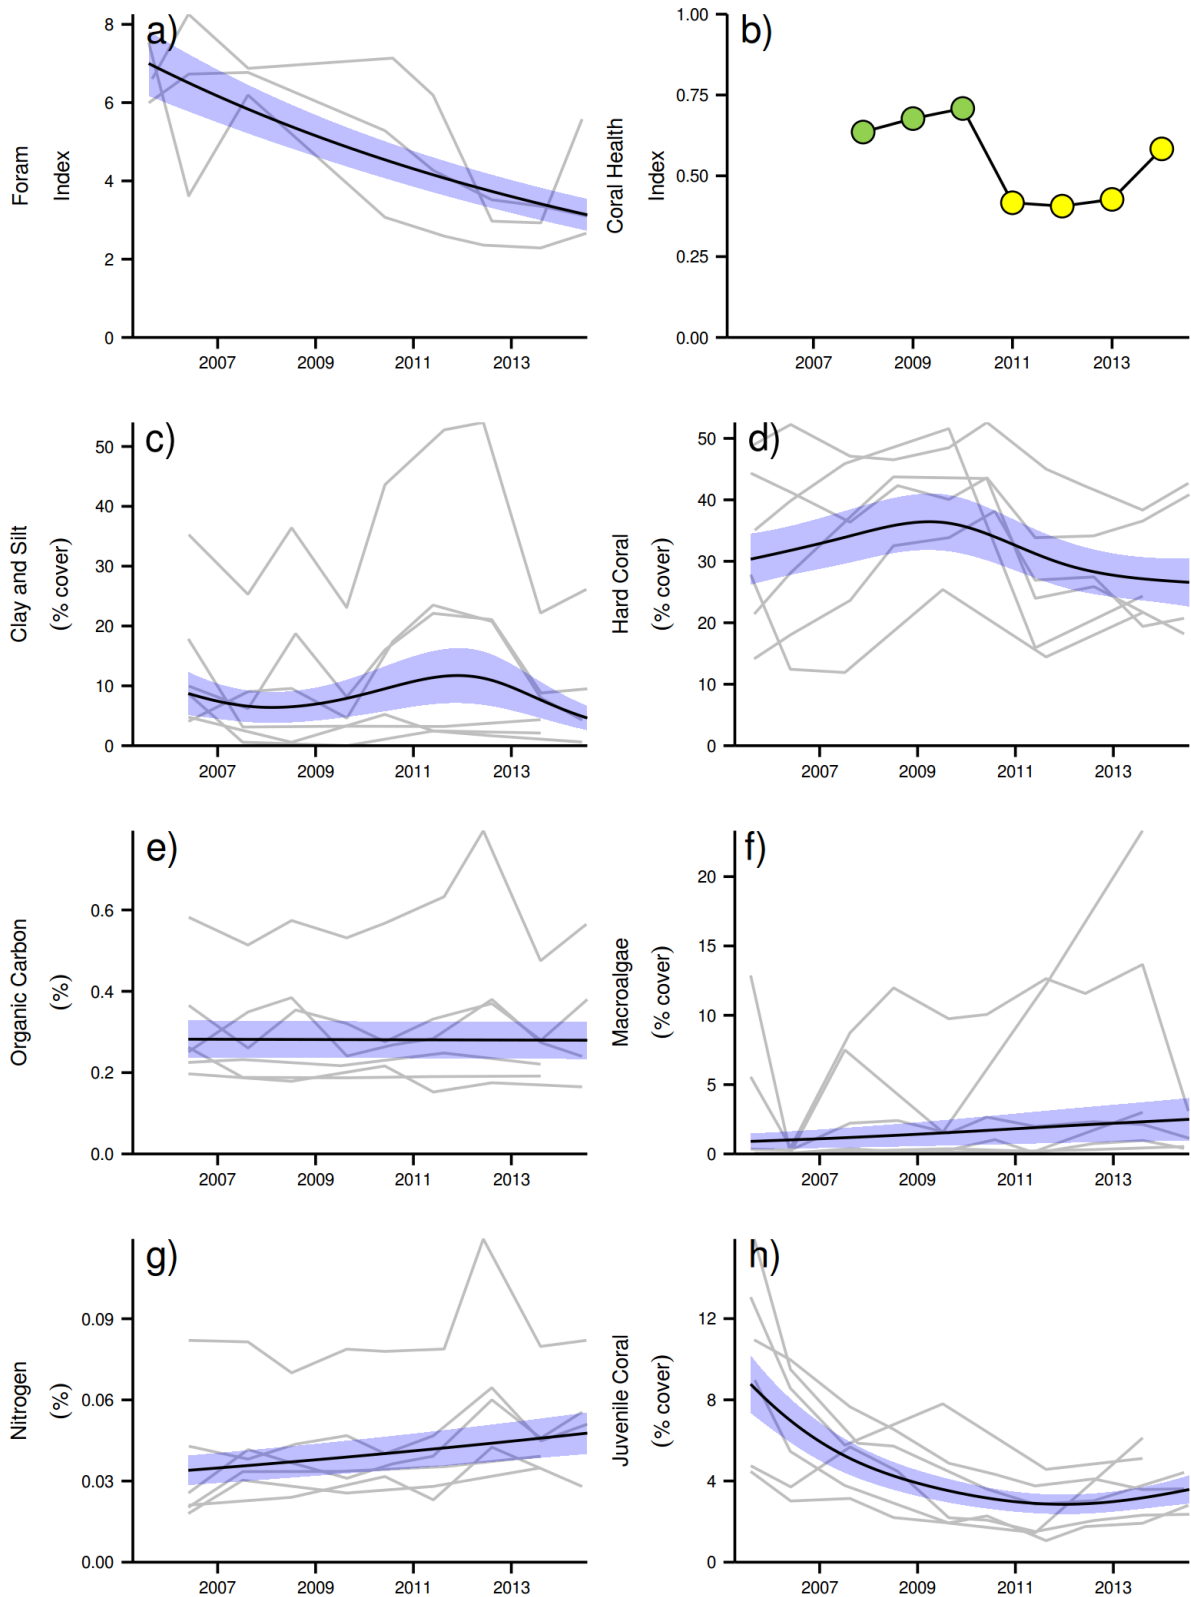 a)
Foram
Index
8
6
4
2
0
2007 2009 2011 2013
b)
Coral Health
Index
1.00
0.75
0.50
0.25
0.00
2007 2009 2011 2013
c)
Clay and Silt
(% cover)
50
40
30
20
10
0
2007 2009 2011 2013
d)
Hard Coral
(% cover)
50
40
30
20
10
0
2007 2009 2011 2013
e)
Organic Carbon
(%)
0.6
0.4
0.2
0.0
2007 2009 2011 2013
f)
Macroalgae
(% cover)
20
15
10
5
0
2007 2009 2011 2013
g)
Nitrogen
(%)
0.09
0.06
0.03
0.00
2007 2009 2011 2013
h)
Juvenile Coral
(% cover)
12
8
4
0
2007 2009 2011 2013